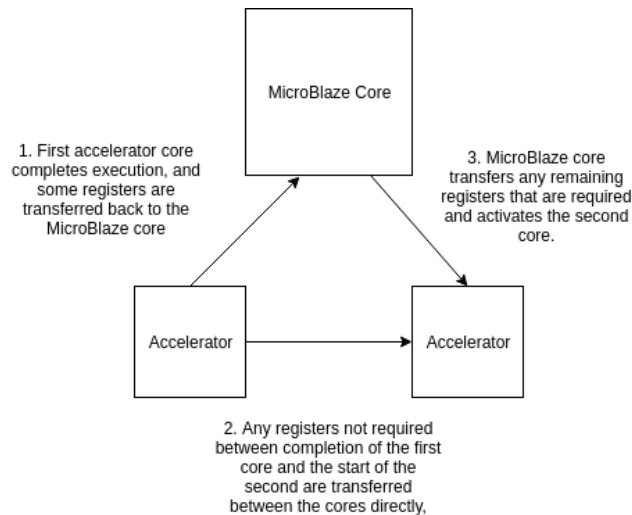 MicroBlaze Core
1. First accelerator core
completes execution, and
some registers are
transferred back to the
MicroBlaze core
3. MicroBlaze core
transfers any remaining
registers that are required
and activates the second
core.
Accelerator
Accelerator
2. Any registers not required
between completion of the first
core and the start of the
second are transferred
between the cores directly,